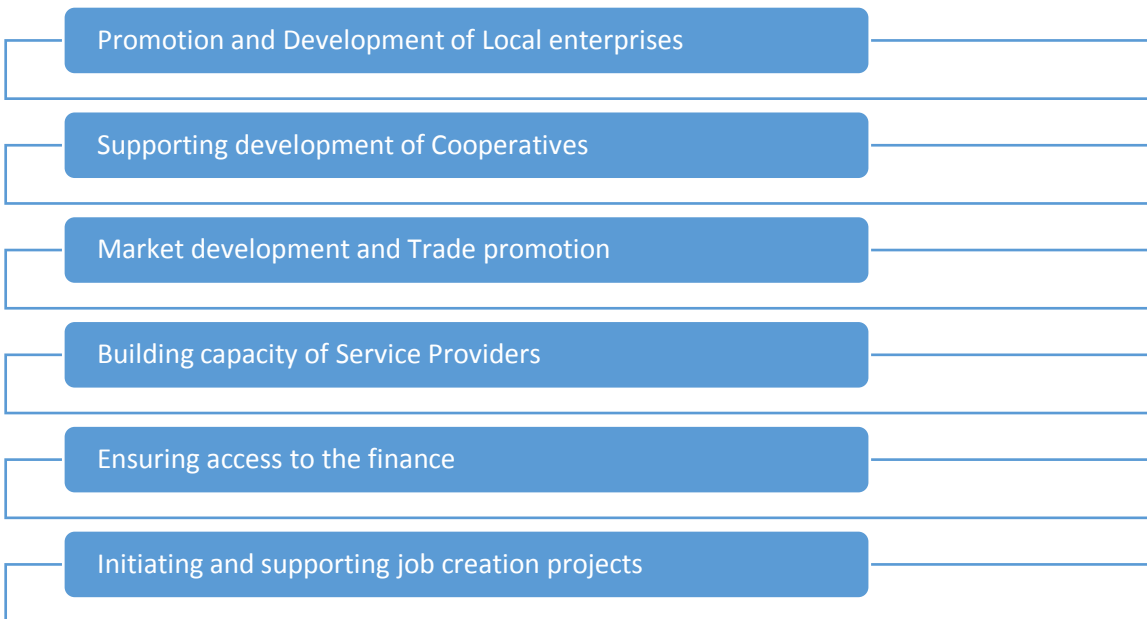 Promotion and Development of Local enterprises
Supporting development of Cooperatives
Market development and Trade promotion
Building capacity of Service Providers
Ensuring access to the finance
Initiating and supporting job creation projects